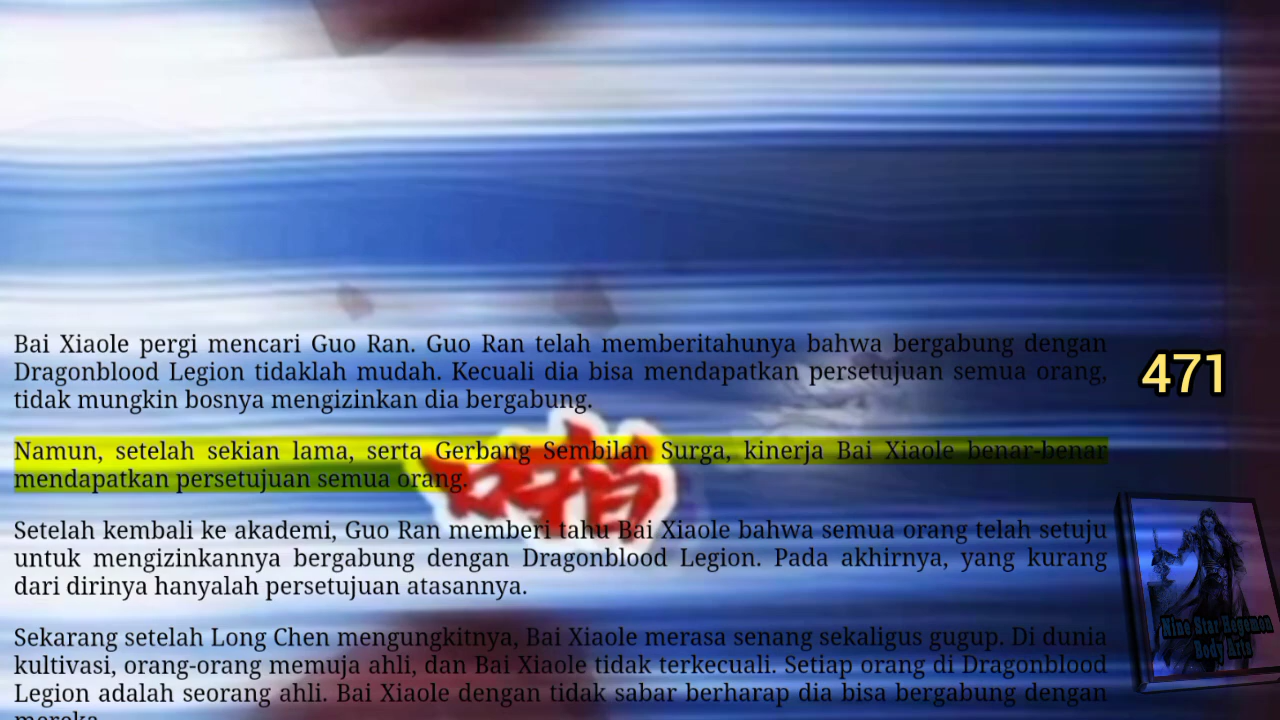 Bai Xiaole pergi mencari Guo Ran. Guo Ran telah memberitahunya bahwa bergabung dengan
Dragonblood Legion tidaklah mudah. Kecuali dia bisa mendapatkan persetujuan semua orang,
tidak mungkin bosnya mengizinkan dia bergabung.
471
Namun, setelah sekian lama, serta Gerbang Sembilan Surga, kinerja Bai Xiaole benar-benar
mendapatkan persetujuan semua orang.
Setelah kembali ke akademi, Guo Ran memberi tahu Bai Xiaole bahwa semua orang telah setuju
untuk mengizinkannya bergabung dengan Dragonblood Legion. Pada akhirnya, yang kurang
dari dirinya hanyalah persetujuan atasannya.
Sekarang setelah Long Chen mengungkitnya, Bai Xiaole merasa senang sekaligus gugup. Di dunia
kultivasi, orang-orang memuja ahli, dan Bai Xiaole tidak terkecuali. Setiap orang di Dragonblood
Legion adalah seorang ahli. Bai Xiaole dengan tidak sabar berharap dia bisa bergabung dengan
mereka.
Nine Star Hegemon
Body Arts